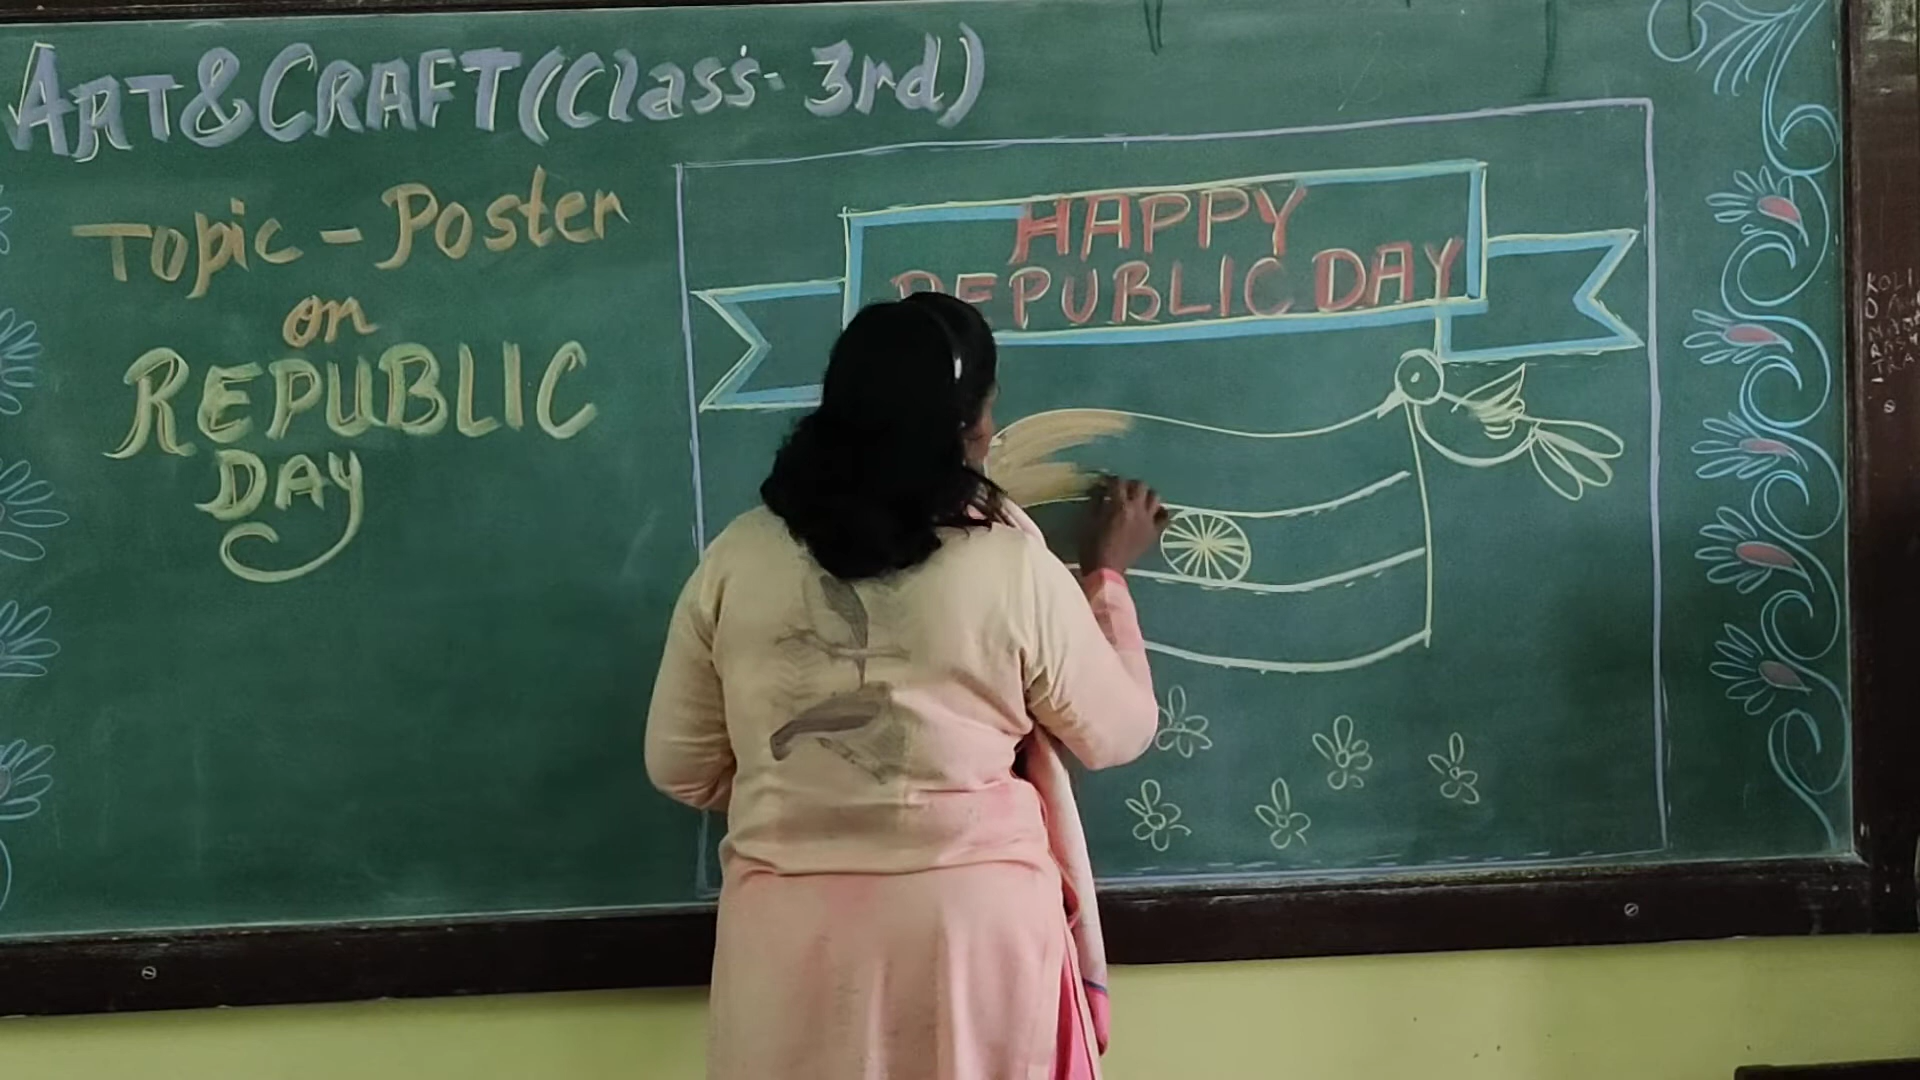 ART&CRAFT(Class- 3rd)
Topic - Poster
on
REPUBLIC
DAY
HAPPY
REPUBLIC DAY